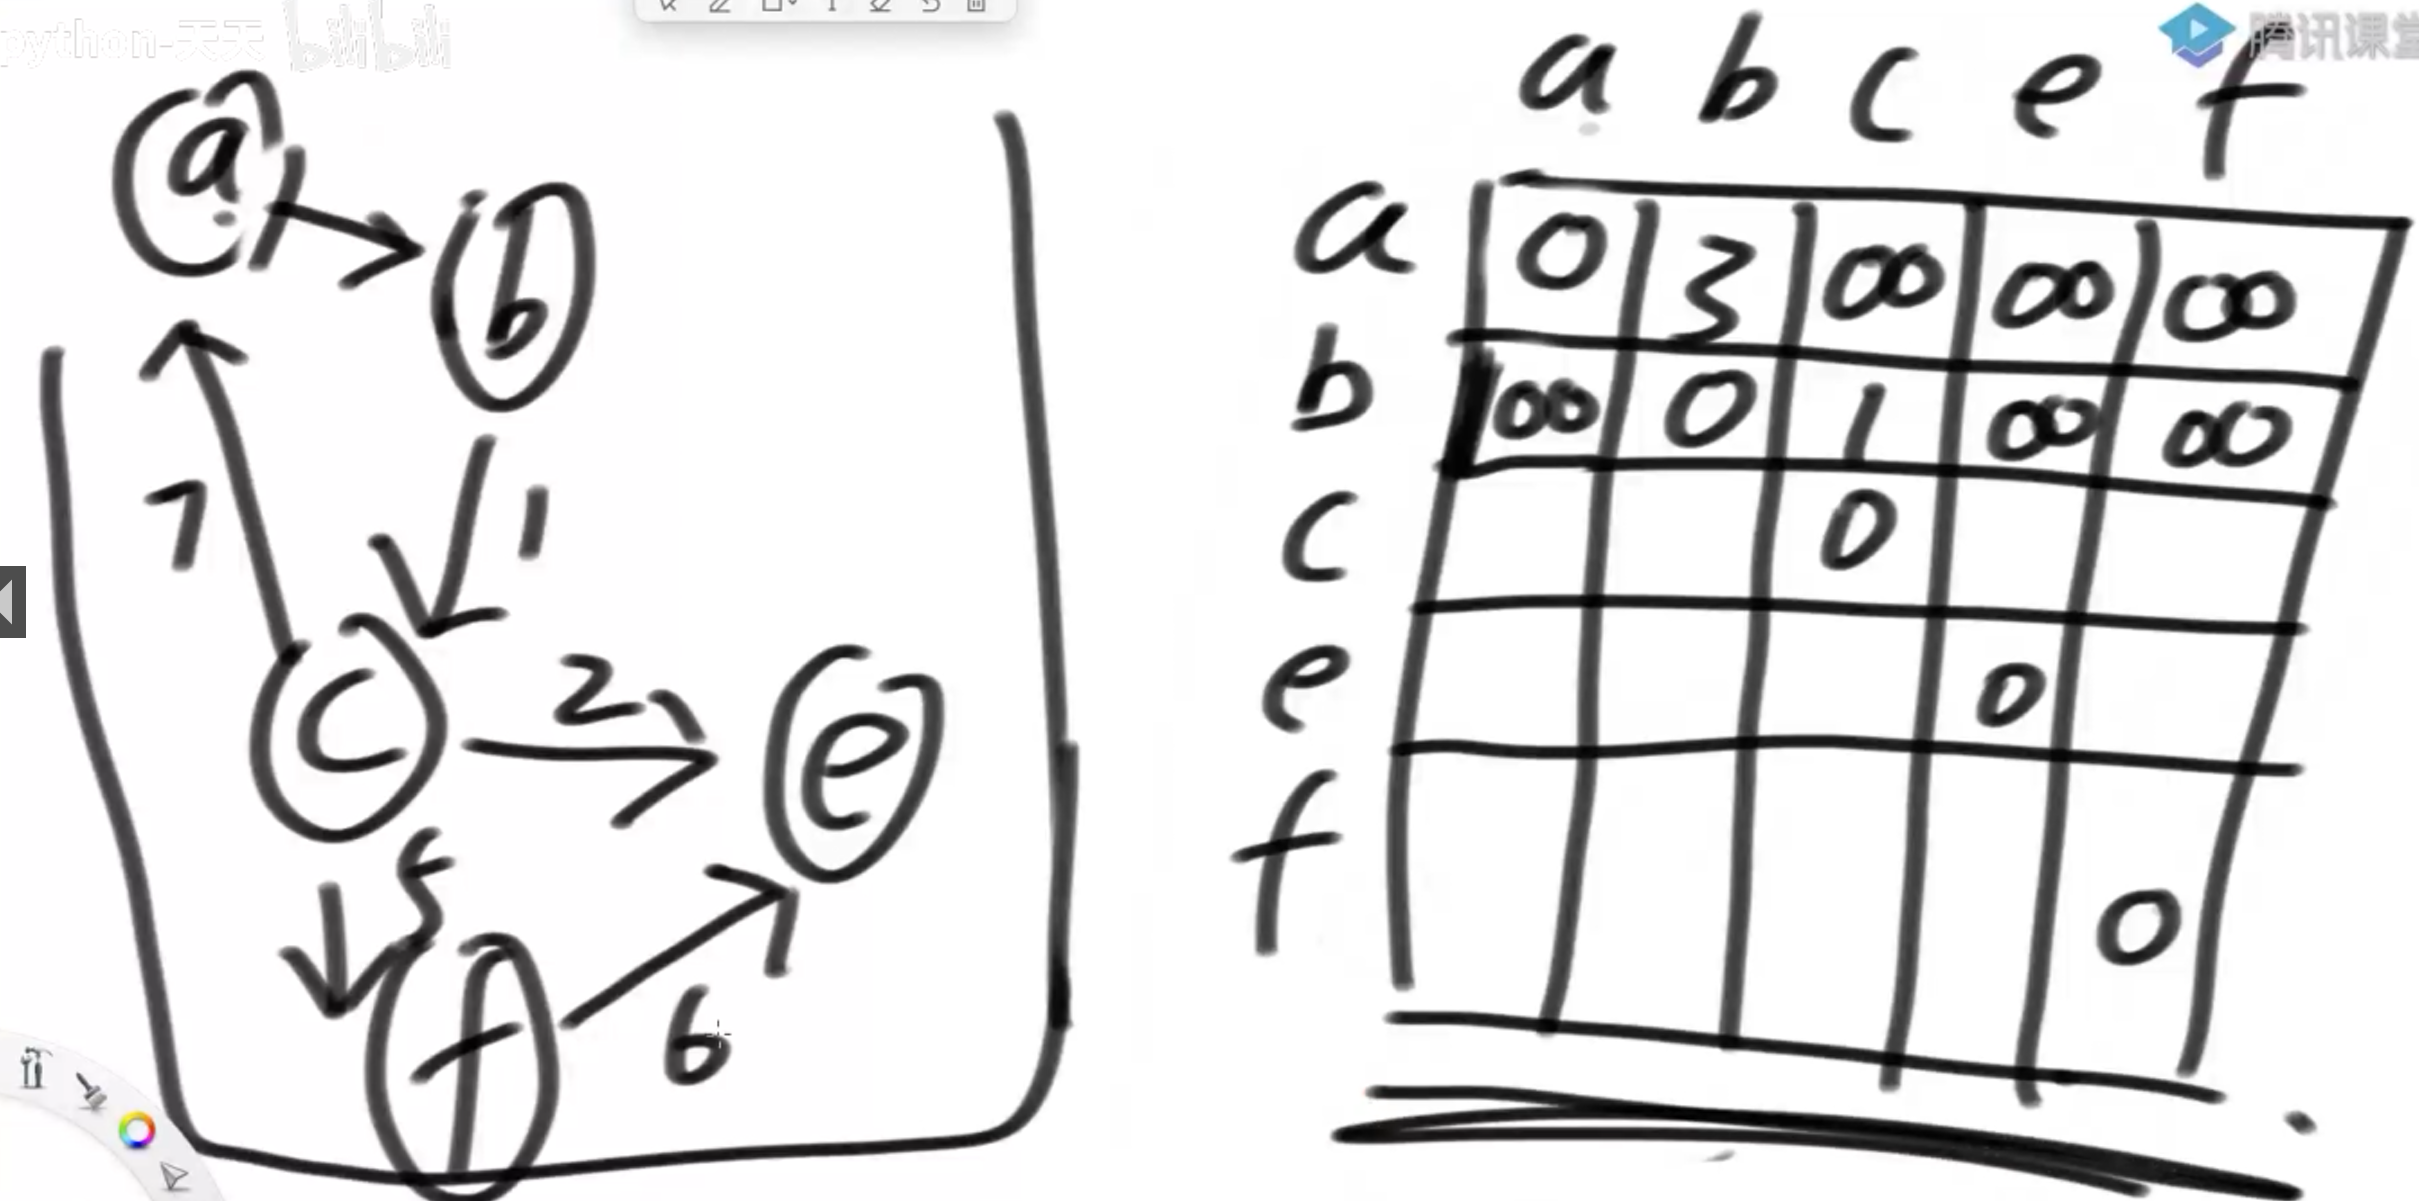 python-天天 bilibili
腾讯课堂
a
b
7
1
c
2
e
5
f
6
a b c e f
a 0 3 ∞ ∞ ∞
b ∞ 0 1 ∞ ∞
c 0
e 0
f 0